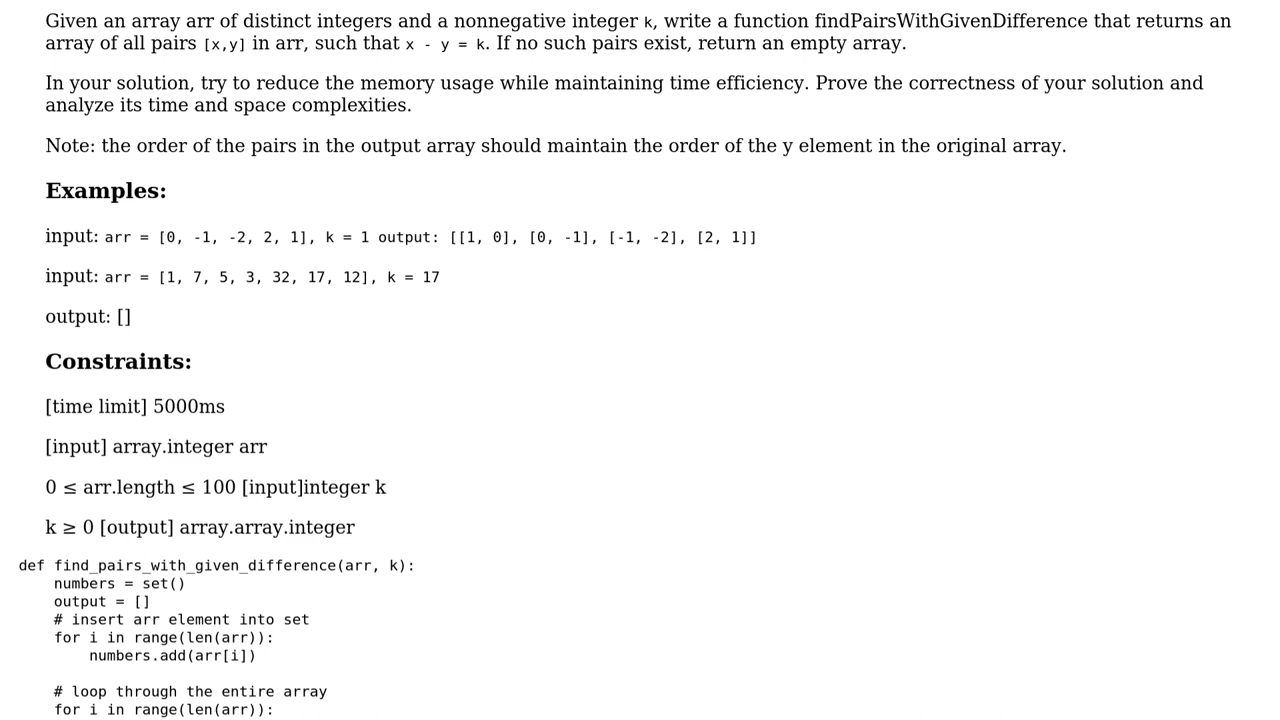 Given an array arr of distinct integers and a nonnegative integer k, write a function findPairsWithGivenDifference that returns an
array of all pairs [x,y] in arr, such that x - y = k. If no such pairs exist, return an empty array.
In your solution, try to reduce the memory usage while maintaining time efficiency. Prove the correctness of your solution and
analyze its time and space complexities.
Note: the order of the pairs in the output array should maintain the order of the y element in the original array.
Examples:
input: arr = [0, -1, -2, 2, 1], k = 1 output: [[1, 0], [0, -1], [-1, -2], [2, 1]]
input: arr = [1, 7, 5, 3, 32, 17, 12], k = 17
output: []
Constraints:
[time limit] 5000ms
[input] array.integer arr
0 ≤ arr.length ≤ 100 [input]integer k
k ≥ 0 [output] array.array.integer
def find_pairs_with_given_difference(arr, k):
    numbers = set()
    output = []
    # insert arr element into set
    for i in range(len(arr)):
        numbers.add(arr[i])
    # loop through the entire array
    for i in range(len(arr)):